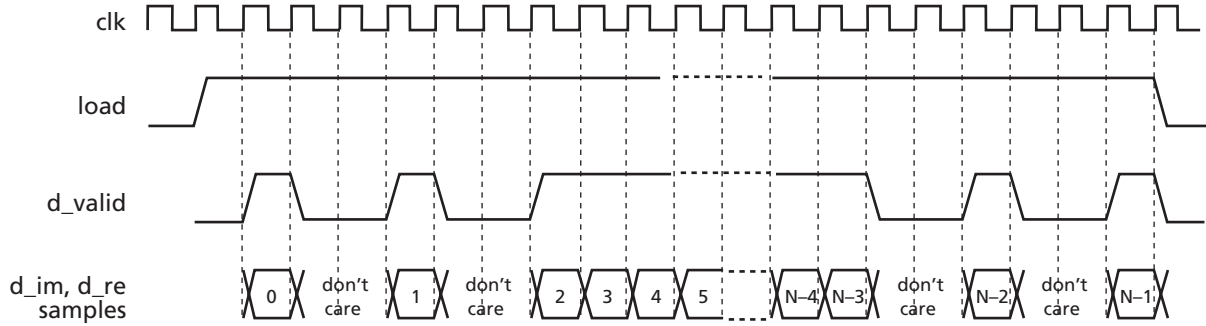 clk
load
d_valid
d_im, d_re
samples
0
don't
care
1
don't
care
2
3
4
5
N–4
N–3
don't
care
N–2
don't
care
N–1